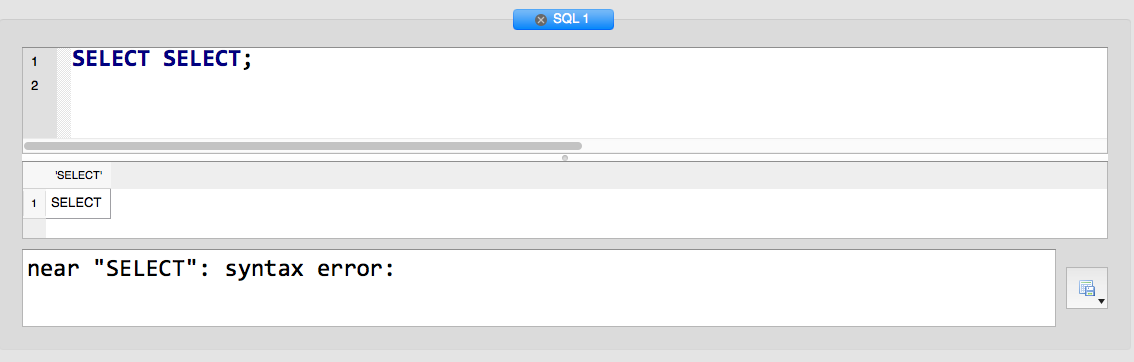 SQL 1
1 SELECT SELECT;
2
'SELECT'
1 SELECT
near "SELECT": syntax error: